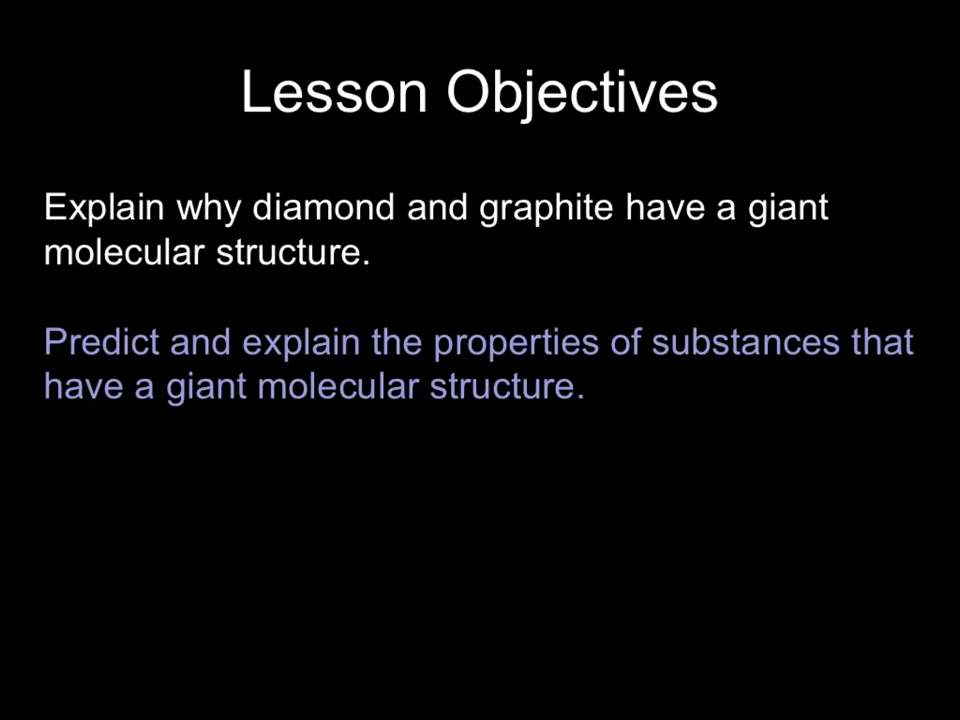 Lesson Objectives
Explain why diamond and graphite have a giant
molecular structure.
Predict and explain the properties of substances that
have a giant molecular structure.